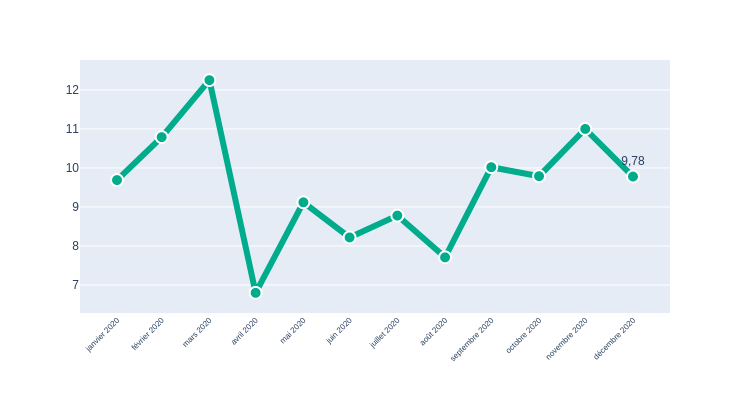 12
11
10
9
8
7
9,78
janvier 2020
février 2020
mars 2020
avril 2020
mai 2020
juin 2020
juillet 2020
août 2020
septembre 2020
octobre 2020
novembre 2020
décembre 2020